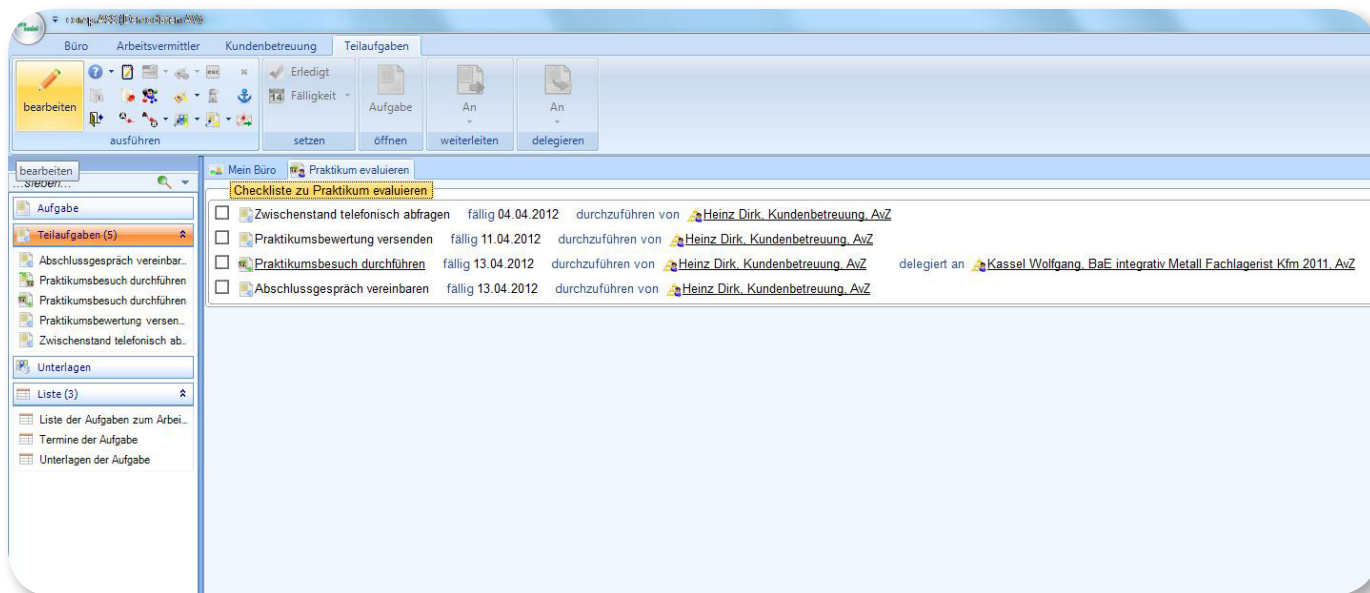 Büro Arbeitsvermittler Kundenbetreuung Teilaufgaben
bearbeiten
esc
Erledigt
14 Fälligkeit
Aufgabe
An
An
ausführen setzen öffnen weiterleiten delegieren
bearbeiten
Mein Büro Praktikum evaluieren
Checkliste zu Praktikum evaluieren
Aufgabe
Teilaufgaben (5)
Abschlussgespräch vereinbar...
Praktikumsbesuch durchführen
Praktikumsbesuch durchführen
Praktikumsbewertung versen...
Zwischenstand telefonisch ab...
Unterlagen
Liste (3)
Liste der Aufgaben zum Arbei...
Termine der Aufgabe
Unterlagen der Aufgabe
Zwischenstand telefonisch abfragen fällig 04.04.2012 durchzuführen von Heinz Dirk, Kundenbetreuung, AvZ
Praktikumsbewertung versenden fällig 11.04.2012 durchzuführen von Heinz Dirk, Kundenbetreuung, AvZ
Praktikumsbesuch durchführen fällig 13.04.2012 durchzuführen von Heinz Dirk, Kundenbetreuung, AvZ delegiert an Kassel Wolfgang, BaE integrativ Metall Fachlagerist Kfm 2011, AvZ
Abschlussgespräch vereinbaren fällig 13.04.2012 durchzuführen von Heinz Dirk, Kundenbetreuung, AvZ